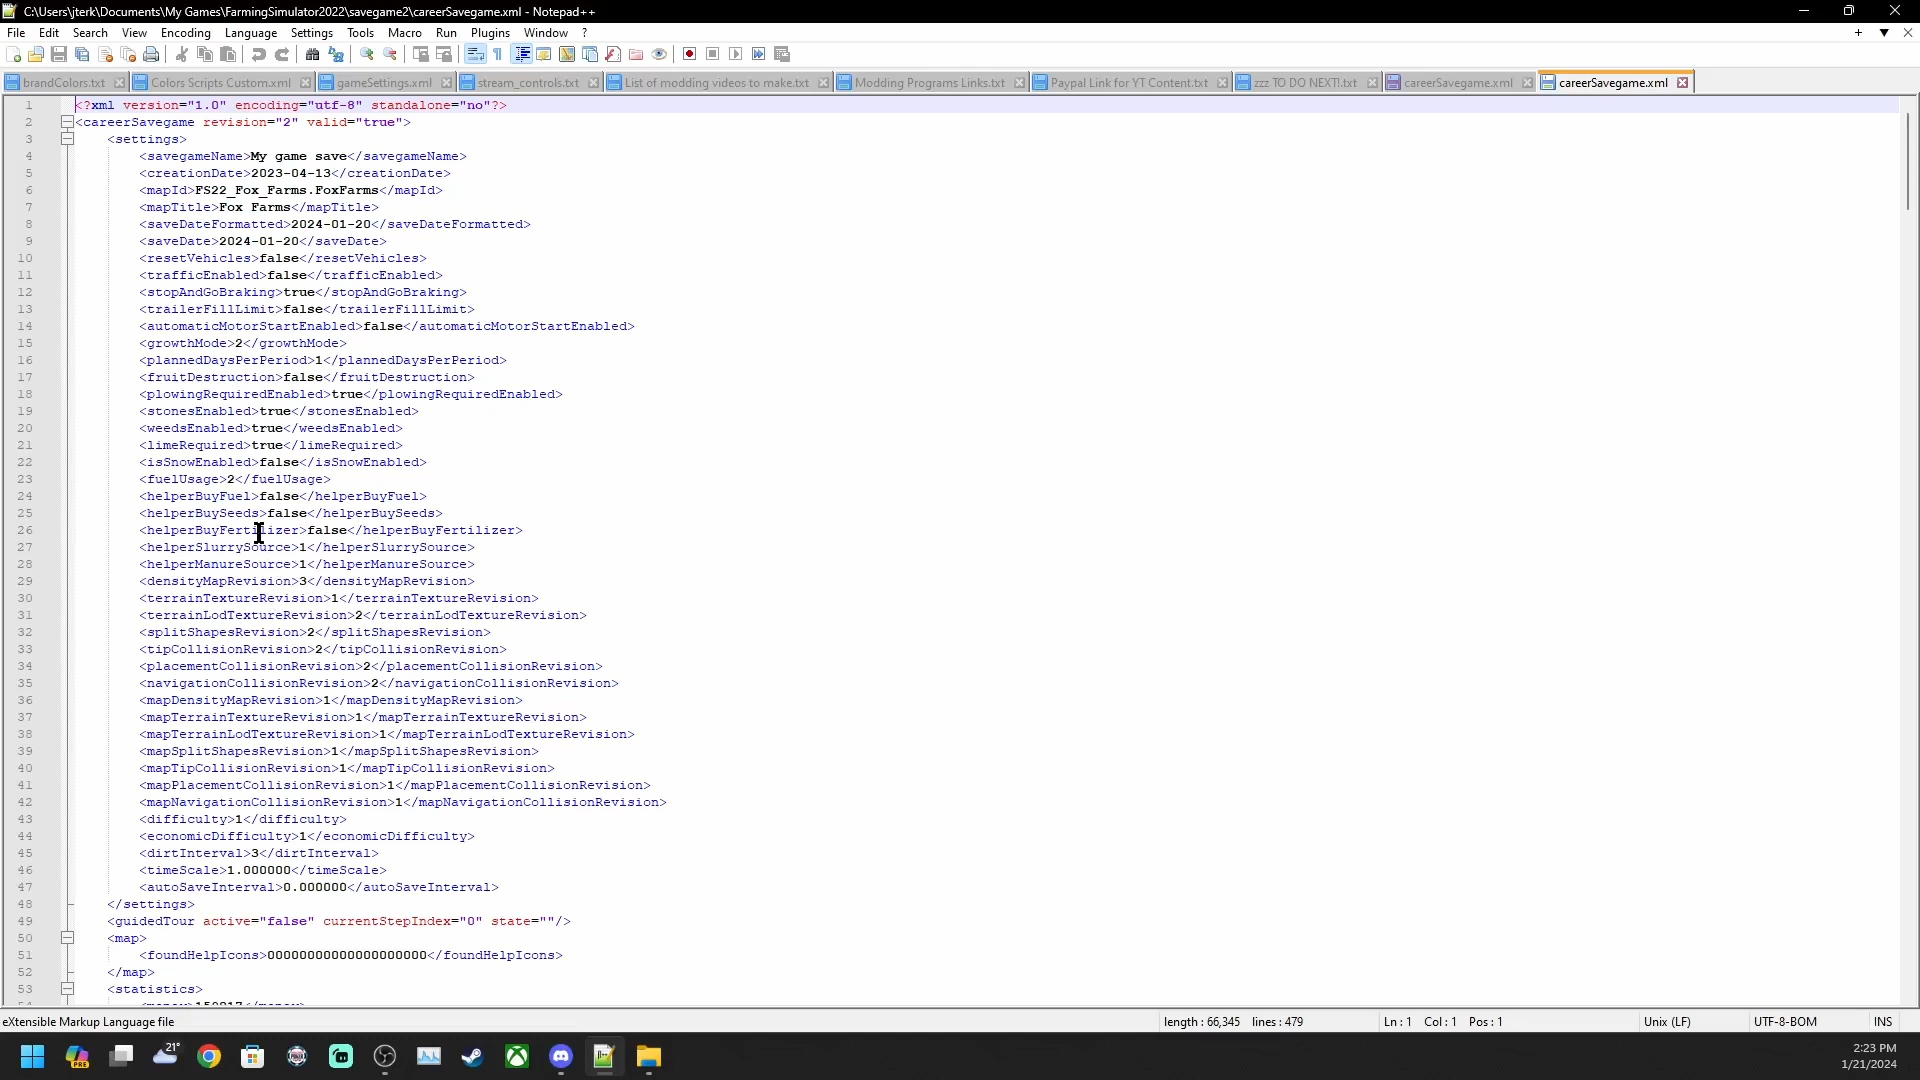 C:\Users\jterk\Documents\My Games\FarmingSimulator2022\savegame2\careerSavegame.xml - Notepad++
File Edit Search View Encoding Language Settings Tools Macro Run Plugins Window ?
brandColors.txt Colors Scripts Custom.xml gameSettings.xml stream_controls.txt List of modding videos to make.txt Modding Programs Links.txt Paypal Link for YT Content.txt zzz TO DO NEXT!.txt careerSavegame.xml careerSavegame.xml
1 <?xml version="1.0" encoding="utf-8" standalone="no"?>
2 <careerSavegame revision="2" valid="true">
3 <settings>
4 <savegameName>My game save</savegameName>
5 <creationDate>2023-04-13</creationDate>
6 <mapId>FS22_Fox_Farms.FoxFarms</mapId>
7 <mapTitle>Fox Farms</mapTitle>
8 <saveDateFormatted>2024-01-20</saveDateFormatted>
9 <saveDate>2024-01-20</saveDate>
10 <resetVehicles>false</resetVehicles>
11 <trafficEnabled>false</trafficEnabled>
12 <stopAndGoBraking>true</stopAndGoBraking>
13 <trailerFillLimit>false</trailerFillLimit>
14 <automaticMotorStartEnabled>false</automaticMotorStartEnabled>
15 <growthMode>2</growthMode>
16 <plannedDaysPerPeriod>1</plannedDaysPerPeriod>
17 <fruitDestruction>false</fruitDestruction>
18 <plowingRequiredEnabled>true</plowingRequiredEnabled>
19 <stonesEnabled>true</stonesEnabled>
20 <weedsEnabled>true</weedsEnabled>
21 <limeRequired>true</limeRequired>
22 <isSnowEnabled>false</isSnowEnabled>
23 <fuelUsage>2</fuelUsage>
24 <helperBuyFuel>false</helperBuyFuel>
25 <helperBuySeeds>false</helperBuySeeds>
26 <helperBuyFertilizer>false</helperBuyFertilizer>
27 <helperSlurrySource>1</helperSlurrySource>
28 <helperManureSource>1</helperManureSource>
29 <densityMapRevision>3</densityMapRevision>
30 <terrainTextureRevision>1</terrainTextureRevision>
31 <terrainLodTextureRevision>2</terrainLodTextureRevision>
32 <splitShapesRevision>2</splitShapesRevision>
33 <tipCollisionRevision>2</tipCollisionRevision>
34 <placementCollisionRevision>2</placementCollisionRevision>
35 <navigationCollisionRevision>2</navigationCollisionRevision>
36 <mapDensityMapRevision>1</mapDensityMapRevision>
37 <mapTerrainTextureRevision>1</mapTerrainTextureRevision>
38 <mapTerrainLodTextureRevision>1</mapTerrainLodTextureRevision>
39 <mapSplitShapesRevision>1</mapSplitShapesRevision>
40 <mapTipCollisionRevision>1</mapTipCollisionRevision>
41 <mapPlacementCollisionRevision>1</mapPlacementCollisionRevision>
42 <mapNavigationCollisionRevision>1</mapNavigationCollisionRevision>
43 <difficulty>1</difficulty>
44 <economicDifficulty>1</economicDifficulty>
45 <dirtInterval>3</dirtInterval>
46 <timeScale>1.000000</timeScale>
47 <autoSaveInterval>0.000000</autoSaveInterval>
48 </settings>
49 <guidedTour active="false" currentStepIndex="0" state=""/>
50 <map>
51 <foundHelpIcons>00000000000000000000</foundHelpIcons>
52 </map>
53 <statistics>
eXtensible Markup Language file length : 66,345 lines : 479 Ln : 1 Col : 1 Pos : 1 Unix (LF) UTF-8-BOM INS
21°
PRE
2:23 PM
1/21/2024